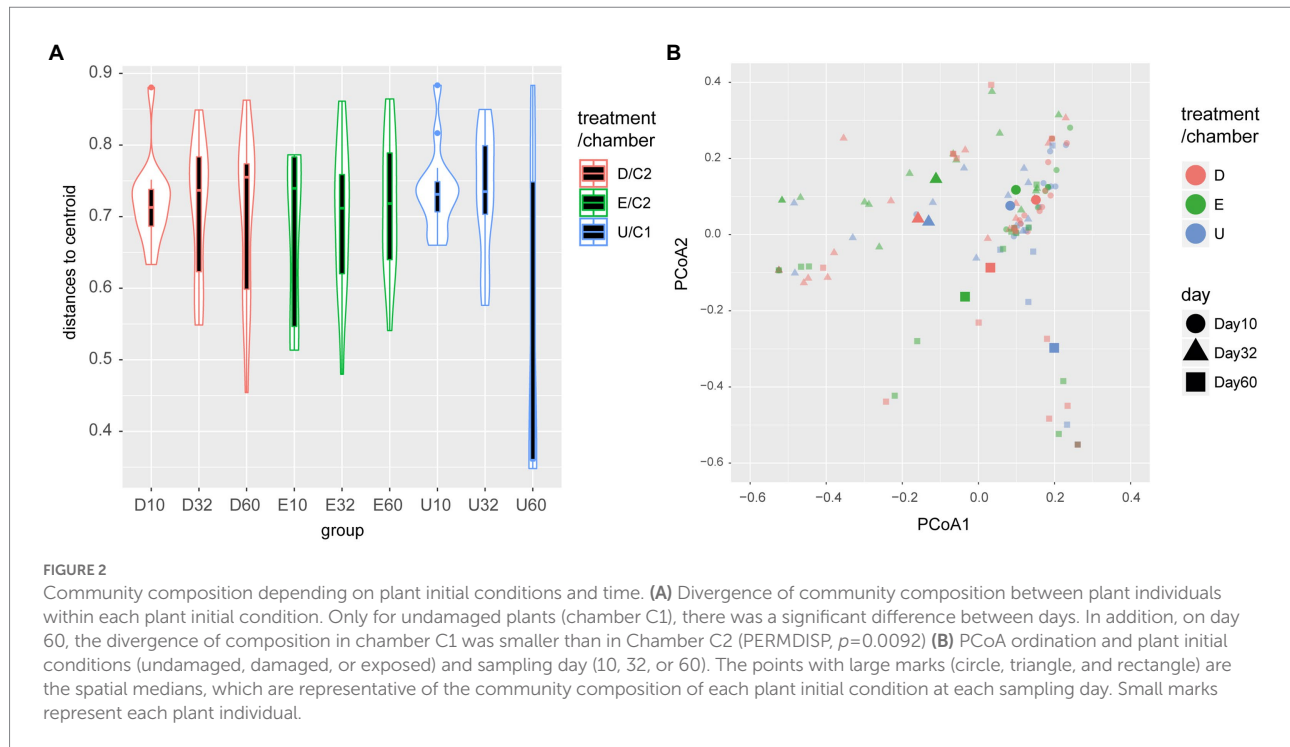 A
0.9
0.8
0.7
0.6
0.5
0.4
distances to centroid
D10 D32 D60 E10 E32 E60 U10 U32 U60
group
treatment
/chamber
D/C2
E/C2
U/C1
B
0.4
0.2
0.0
−0.2
−0.4
−0.6
PCoA2
−0.6 −0.4 −0.2 0.0 0.2 0.4
PCoA1
treatment
/chamber
D
E
U
day
Day10
Day32
Day60
FIGURE 2
Community composition depending on plant initial conditions and time. (A) Divergence of community composition between plant individuals
within each plant initial condition. Only for undamaged plants (chamber C1), there was a significant difference between days. In addition, on day
60, the divergence of composition in chamber C1 was smaller than in Chamber C2 (PERMDISP, p=0.0092) (B) PCoA ordination and plant initial
conditions (undamaged, damaged, or exposed) and sampling day (10, 32, or 60). The points with large marks (circle, triangle, and rectangle) are
the spatial medians, which are representative of the community composition of each plant initial condition at each sampling day. Small marks
represent each plant individual.